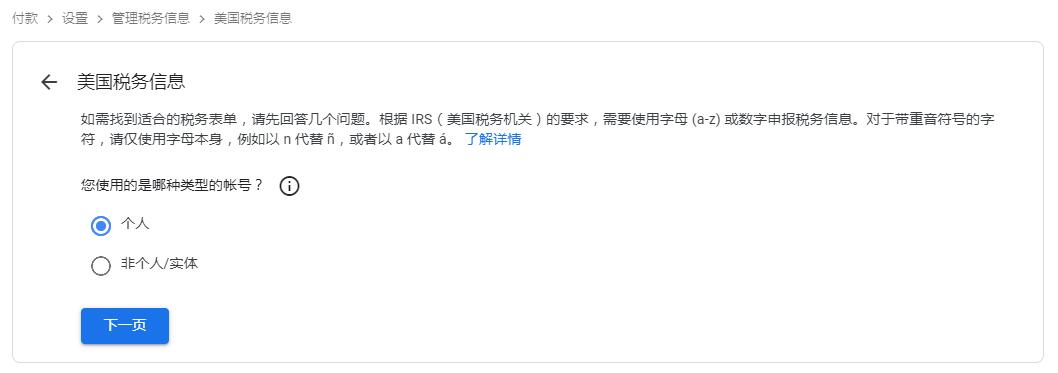 付款 > 设置 > 管理税务信息 > 美国税务信息
美国税务信息
如需找到适合的税务表单，请先回答几个问题。根据 IRS（美国税务机关）的要求，需要使用字母 (a-z) 或数字申报税务信息。对于带重音符号的字
符，请仅使用字母本身，例如以 n 代替 ñ，或者以 a 代替 á。 了解详情
您使用的是哪种类型的帐号？
个人
非个人/实体
下一页